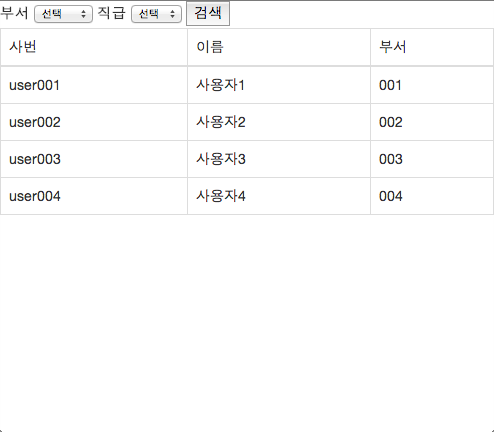 부서 선택 직급 선택 검색
사번 이름 부서
user001 사용자1 001
user002 사용자2 002
user003 사용자3 003
user004 사용자4 004